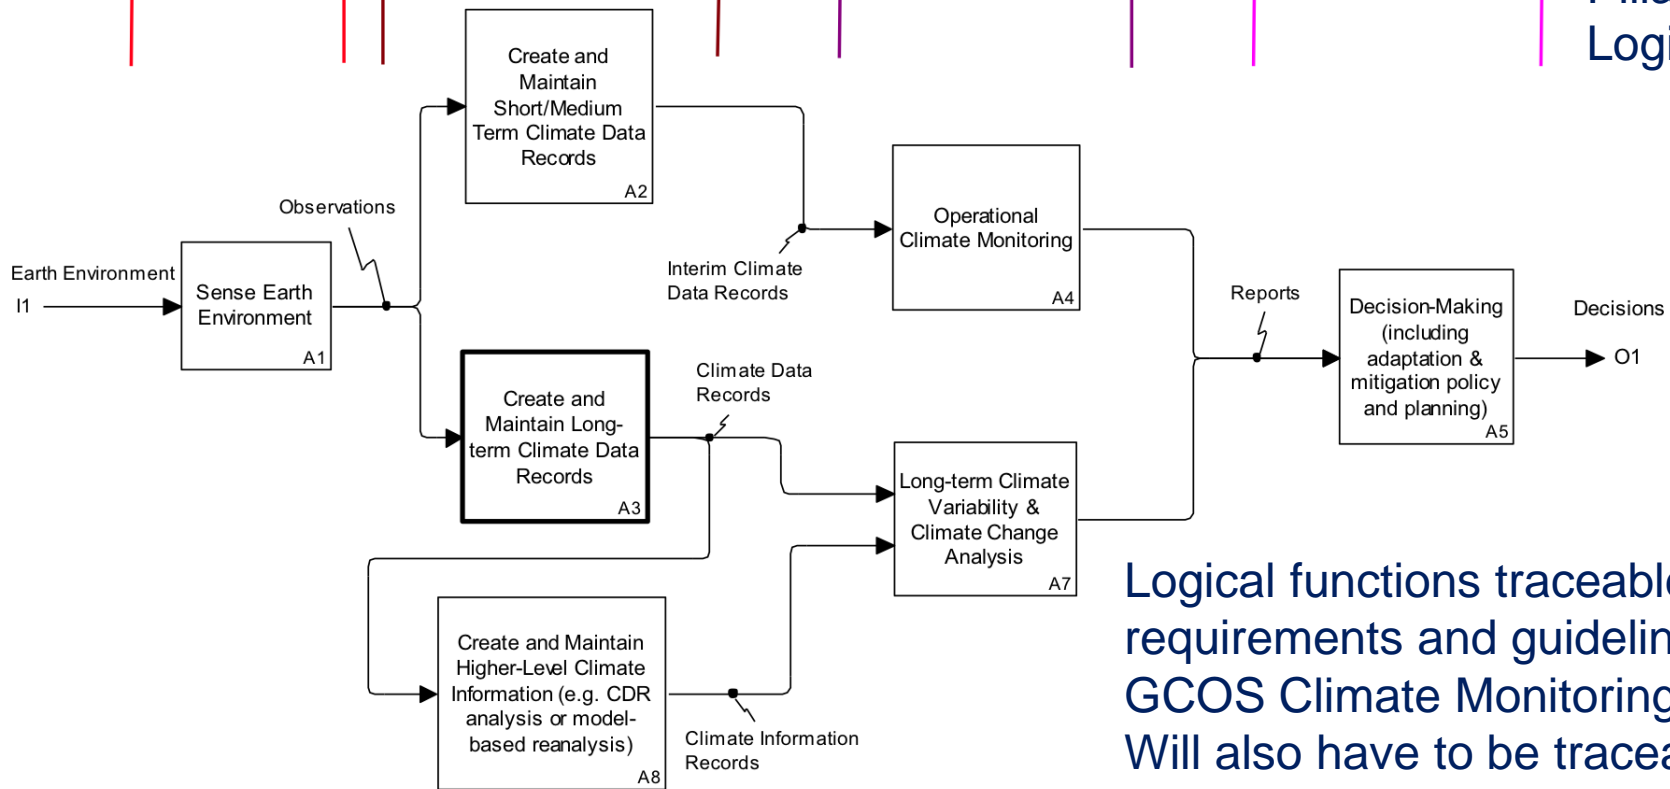 Logi
Create and
Maintain
Short/Medium
Term Climate Data
Records
A2
Observations
Earth Environment
I1
Sense Earth
Environment
A1
Interim Climate
Data Records
Operational
Climate Monitoring
A4
Reports
Decision-Making
(including
adaptation &
mitigation policy
and planning)
A5
Decisions
O1
Create and
Maintain Long-
term Climate Data
Records
A3
Climate Data
Records
Long-term Climate
Variability &
Climate Change
Analysis
A7
Create and Maintain
Higher-Level Climate
Information (e.g. CDR
analysis or model-
based reanalysis)
A8
Climate Information
Records
Logical functions traceable
requirements and guidelin
GCOS Climate Monitoring
Will also have to be tracea